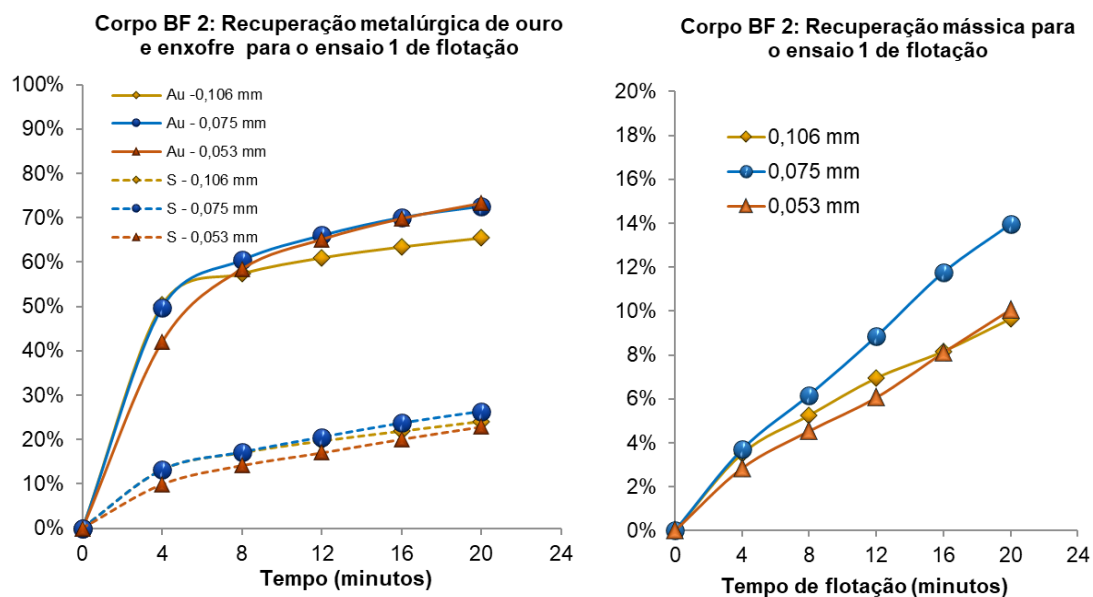 Corpo BF 2: Recuperação metalúrgica de ouro
e enxofre para o ensaio 1 de flotação
100%
90%
80%
70%
60%
50%
40%
30%
20%
10%
0%
Au -0,106 mm
Au - 0,075 mm
Au - 0,053 mm
S - 0,106 mm
S - 0,075 mm
S - 0,053 mm
0 4 8 12 16 20 24
Tempo (minutos)
Corpo BF 2: Recuperação mássica para
o ensaio 1 de flotação
20%
18%
16%
14%
12%
10%
8%
6%
4%
2%
0%
0,106 mm
0,075 mm
0,053 mm
0 4 8 12 16 20 24
Tempo de flotação (minutos)